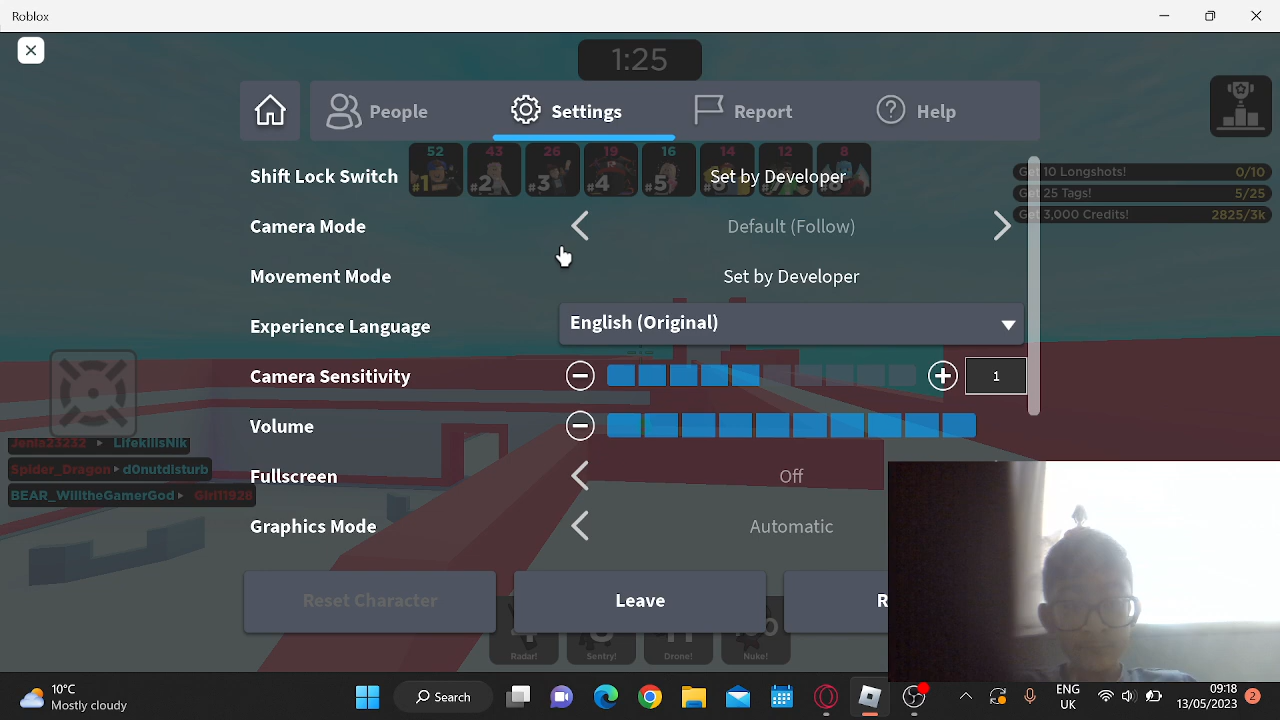 Roblox
1:25
People
Settings
Report
Help
52
43
26
19
16
14
12
8
#1
#2
#3
#4
#5
Shift Lock Switch
Set by Developer
Get 10 Longshots! 0/10
Get 25 Tags! 5/25
Get 3,000 Credits! 2825/3k
Camera Mode
Default (Follow)
Movement Mode
Set by Developer
Experience Language
English (Original)
Camera Sensitivity
1
Volume
Jenia23232 LifekillsNik
Spider_Dragon d0nutdisturb
BEAR_WilltheGamerGod Girl11928
Fullscreen
Off
Graphics Mode
Automatic
Reset Character
Leave
R
Radar!
Sentry!
Drone!
Nuke!
10°C
Mostly cloudy
Search
ENG
UK
09:18
13/05/2023
2